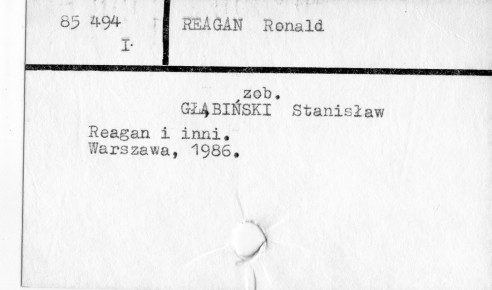 85 494
I.
REAGAN Ronald
zob.
GŁĄBIŃSKI Stanisław
Reagan i inni.
Warszawa, 1986.